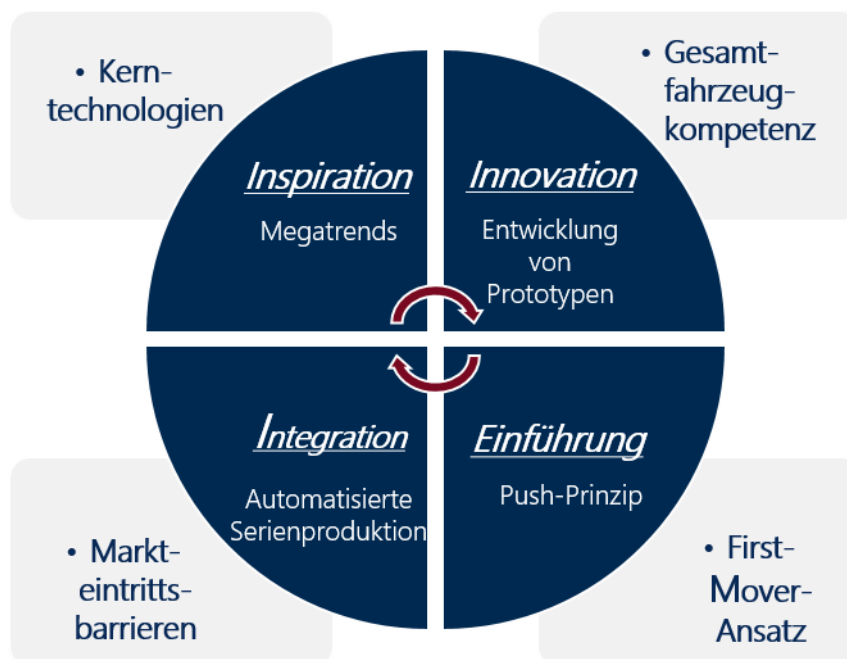 • Kern-
technologien
• Gesamt-
fahrzeug-
kompetenz
Inspiration
Megatrends
Innovation
Entwicklung
von
Prototypen
Integration
Automatisierte
Serienproduktion
Einführung
Push-Prinzip
• Markt-
eintritts-
barrieren
• First-
Mover-
Ansatz